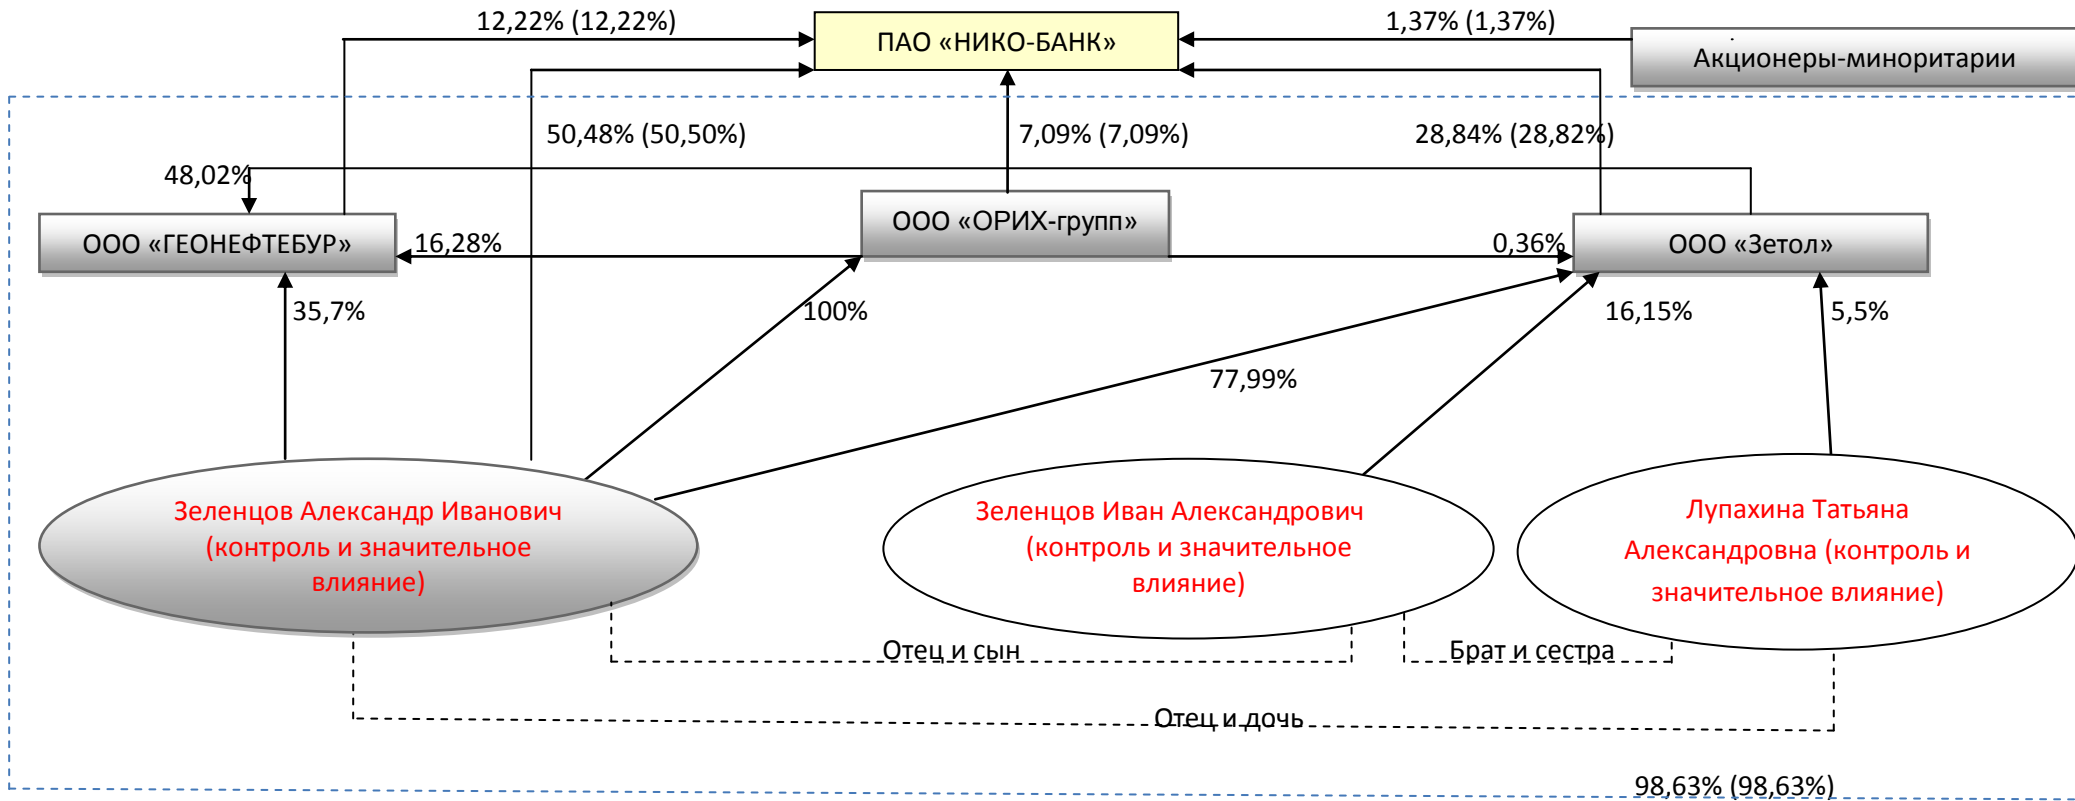 12,22% (12,22%)
ПАО «НИКО-БАНК»
1,37% (1,37%)
Акционеры-миноритарии
50,48% (50,50%)
7,09% (7,09%)
28,84% (28,82%)
48,02%
ООО «ГЕОНЕФТЕБУР»
16,28%
ООО «ОРИХ-групп»
0,36%
ООО «Зетол»
35,7%
100%
16,15%
5,5%
77,99%
Зеленцов Александр Иванович
(контроль и значительное
влияние)
Зеленцов Иван Александрович
(контроль и значительное
влияние)
Лупахина Татьяна
Александровна (контроль и
значительное влияние)
Отец и сын
Брат и сестра
Отец и дочь
98,63% (98,63%)